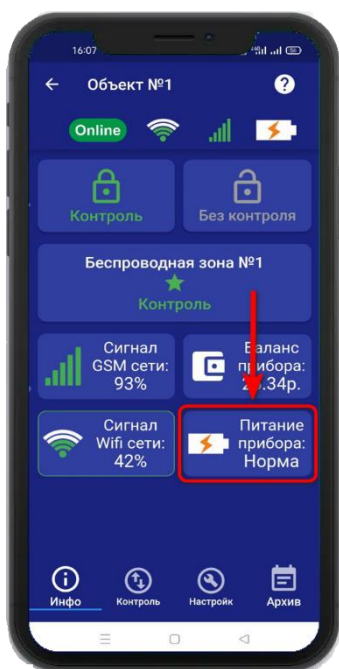 16:07
Объект №1
?
Online
Контроль
Без контроля
Беспроводная зона №1
Контроль
Сигнал
GSM сети:
93%
Баланс
прибора:
Сигнал
Wifi сети:
42%
Питание
прибора:
Норма
Инфо
Контроль
Настройк
Архив